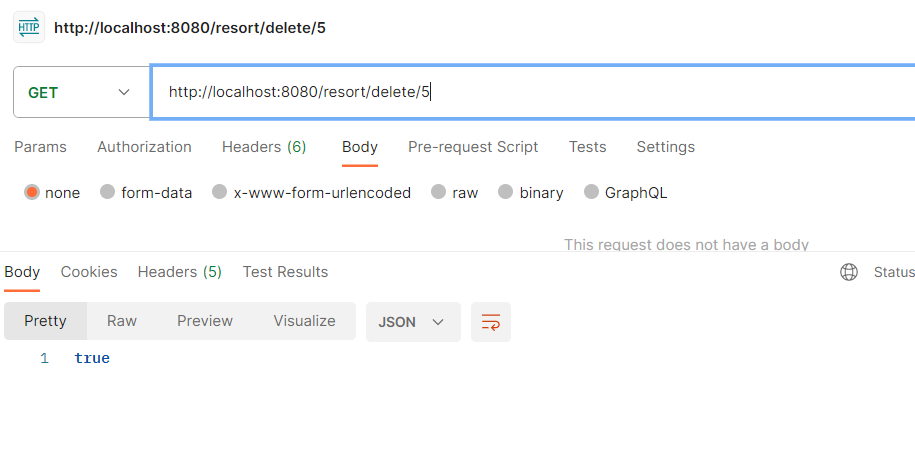 HTTP http://localhost:8080/resort/delete/5
GET http://localhost:8080/resort/delete/5
Params Authorization Headers (6) Body Pre-request Script Tests Settings
none form-data x-www-form-urlencoded raw binary GraphQL
This request does not have a body
Body Cookies Headers (5) Test Results Status
Pretty Raw Preview Visualize JSON
1 true